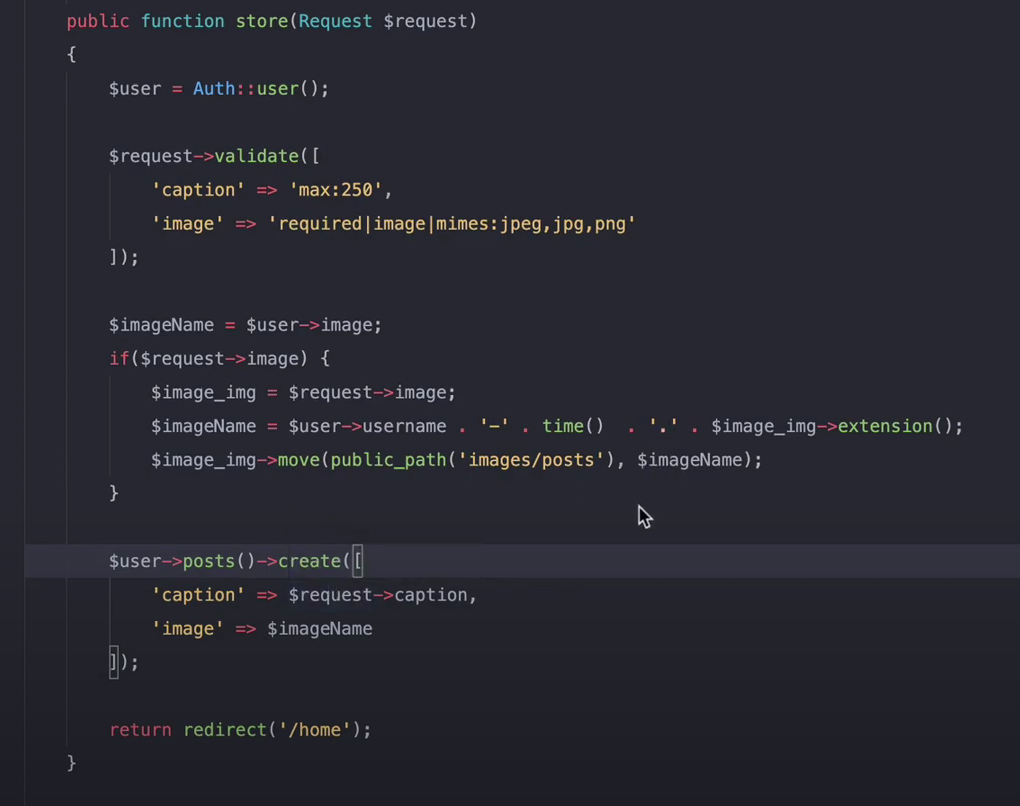 public function store(Request $request)
{
$user = Auth::user();
$request->validate([
'caption' => 'max:250',
'image' => 'required|image|mimes:jpeg,jpg,png'
]);
$imageName = $user->image;
if($request->image) {
$image_img = $request->image;
$imageName = $user->username . '-' . time()  . '.' . $image_img->extension();
$image_img->move(public_path('images/posts'), $imageName);
}
$user->posts()->create([
'caption' => $request->caption,
'image' => $imageName
]);
return redirect('/home');
}